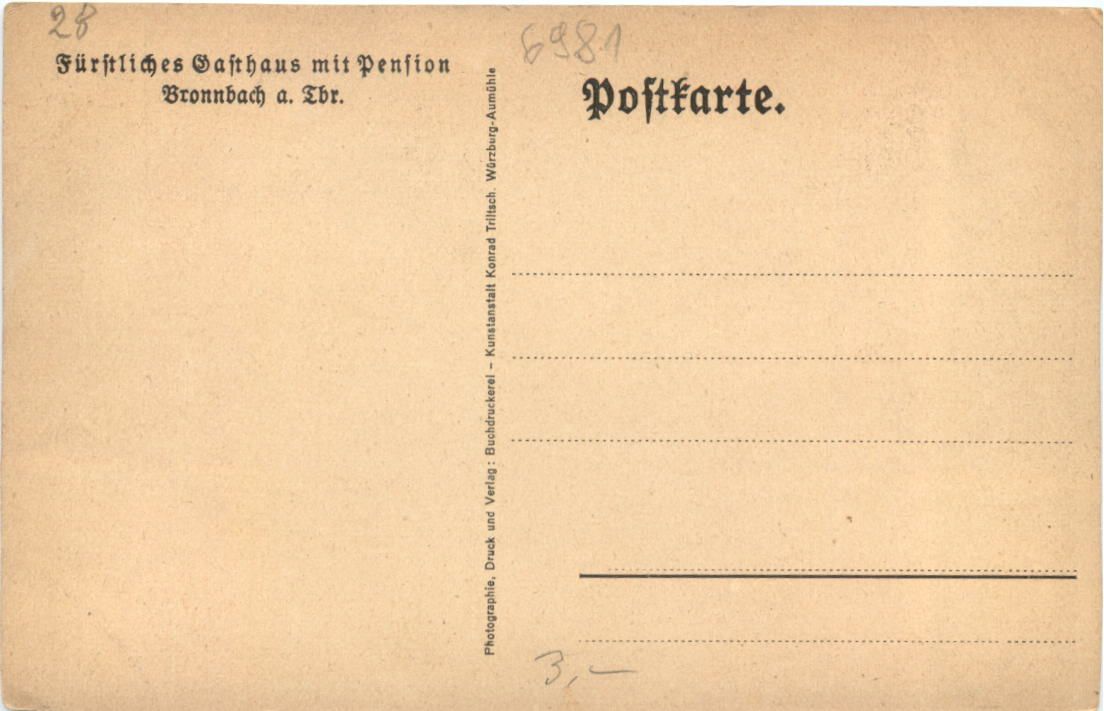 28
Fürstliches Gasthaus mit Pension
Bronnbach a. Tbr.
Photographie, Druck und Verlag: Buchdruckerei – Kunstanstalt Konrad Triltsch. Würzburg-Aumühle
6981
Postkarte.
3,–